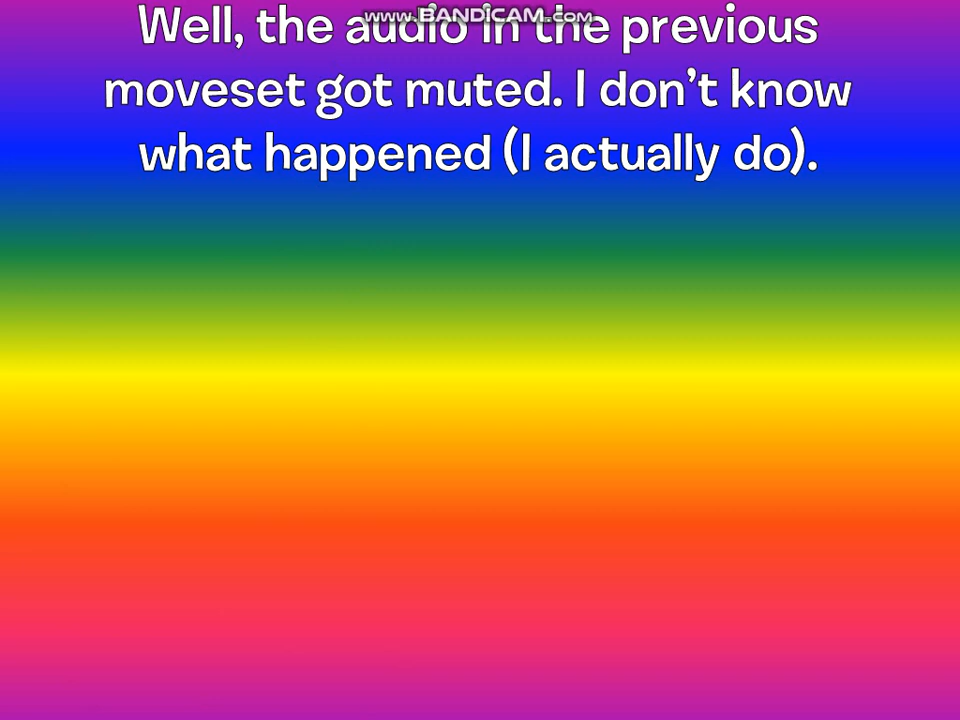 www.BANDICAM.com
Well, the audio in the previous
moveset got muted. I don’t know
what happened (I actually do).